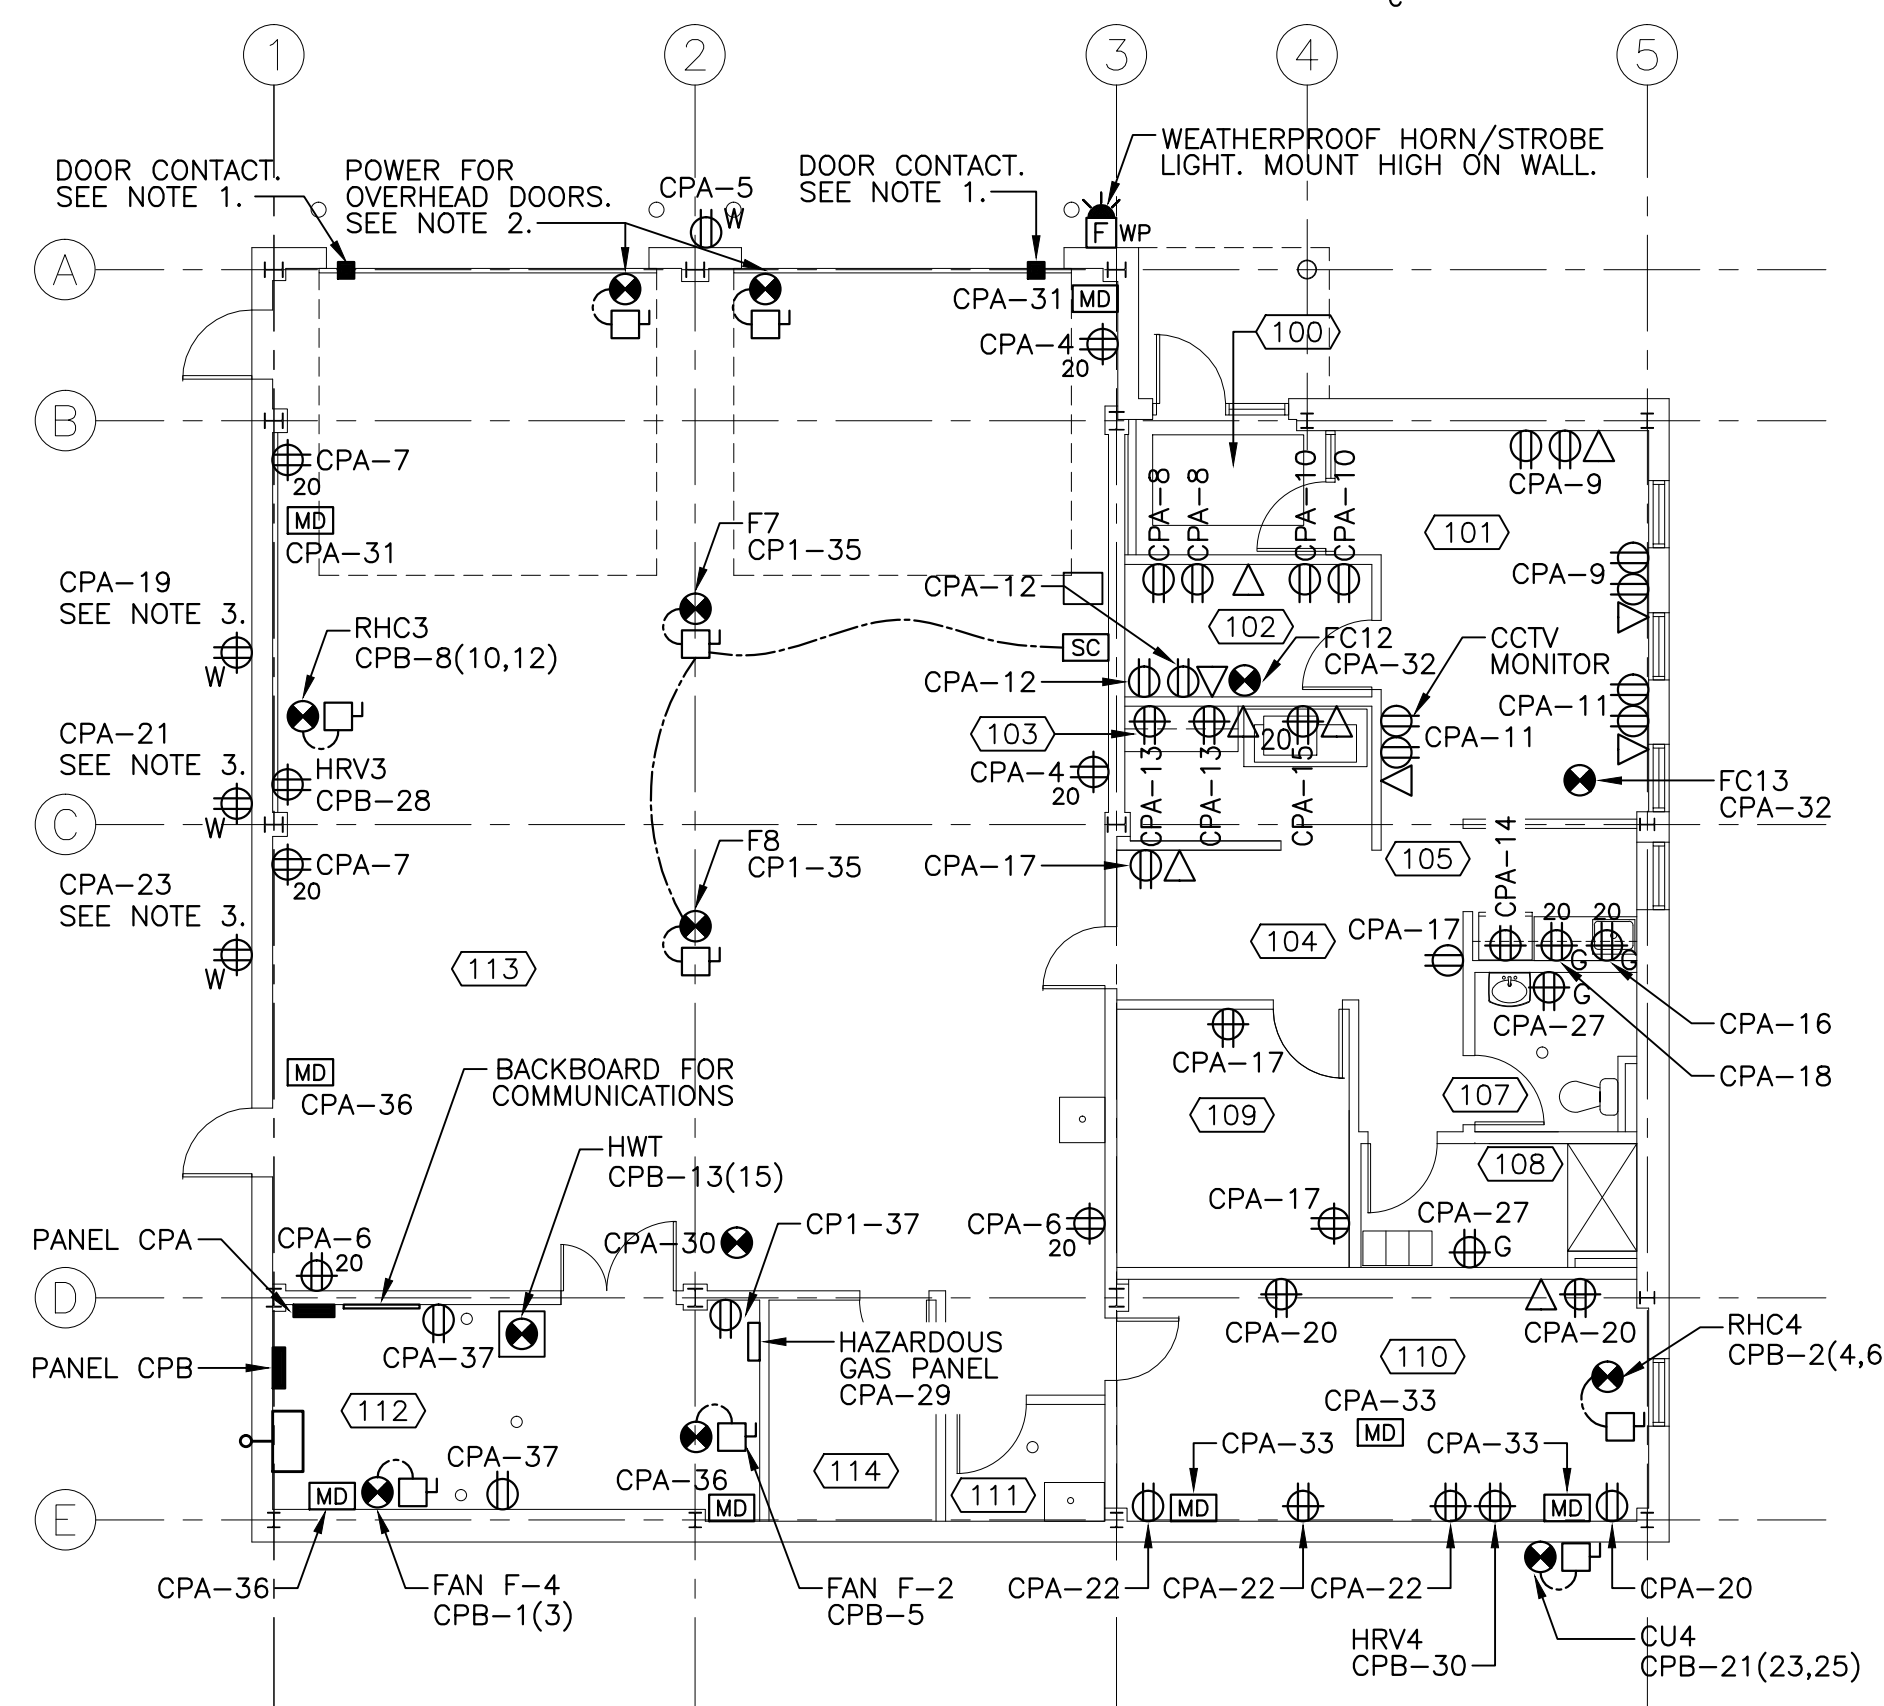 C
1
2
3
4
5
WEATHERPROOF HORN/STROBE
LIGHT. MOUNT HIGH ON WALL.
DOOR CONTACT.
SEE NOTE 1.
POWER FOR
OVERHEAD DOORS.
SEE NOTE 2.
CPA-5
W
DOOR CONTACT.
SEE NOTE 1.
F
WP
A
CPA-31
MD
CPA-4
20
100
B
CPA-7
20
MD
CPA-31
CPA-8
CPA-8
CPA-10
CPA-10
CPA-9
101
F7
CP1-35
CPA-9
CPA-19
SEE NOTE 3.
W
RHC3
CPB-8(10,12)
CPA-12
102
FC12
CPA-32
CCTV
MONITOR
SC
CPA-12
CPA-11
CPA-21
SEE NOTE 3.
W
103
20
CPA-11
HRV3
CPB-28
CPA-4
20
CPA-13
CPA-13
CPA-15
FC13
CPA-32
C
F8
CP1-35
CPA-7
20
CPA-17
105
CPA-14
CPA-23
SEE NOTE 3.
W
113
104
CPA-17
20
20
G
G
G
CPA-27
CPA-16
CPA-17
CPA-18
MD
CPA-36
BACKBOARD FOR
COMMUNICATIONS
109
107
HWT
CPB-13(15)
108
CPA-17
CPA-27
G
PANEL CPA
CPA-6
20
CPA-30
CP1-37
CPA-6
20
D
CPA-37
HAZARDOUS
GAS PANEL
CPA-29
CPA-20
CPA-20
RHC4
CPB-2(4,6
PANEL CPB
110
112
CPA-33
MD
CPA-33
CPA-33
CPA-37
CPA-36
114
111
MD
MD
MD
MD
E
CPA-36
FAN F-4
CPB-1(3)
FAN F-2
CPB-5
CPA-22
CPA-22
CPA-22
CPA-20
HRV4
CPB-30
CU4
CPB-21(23,25)